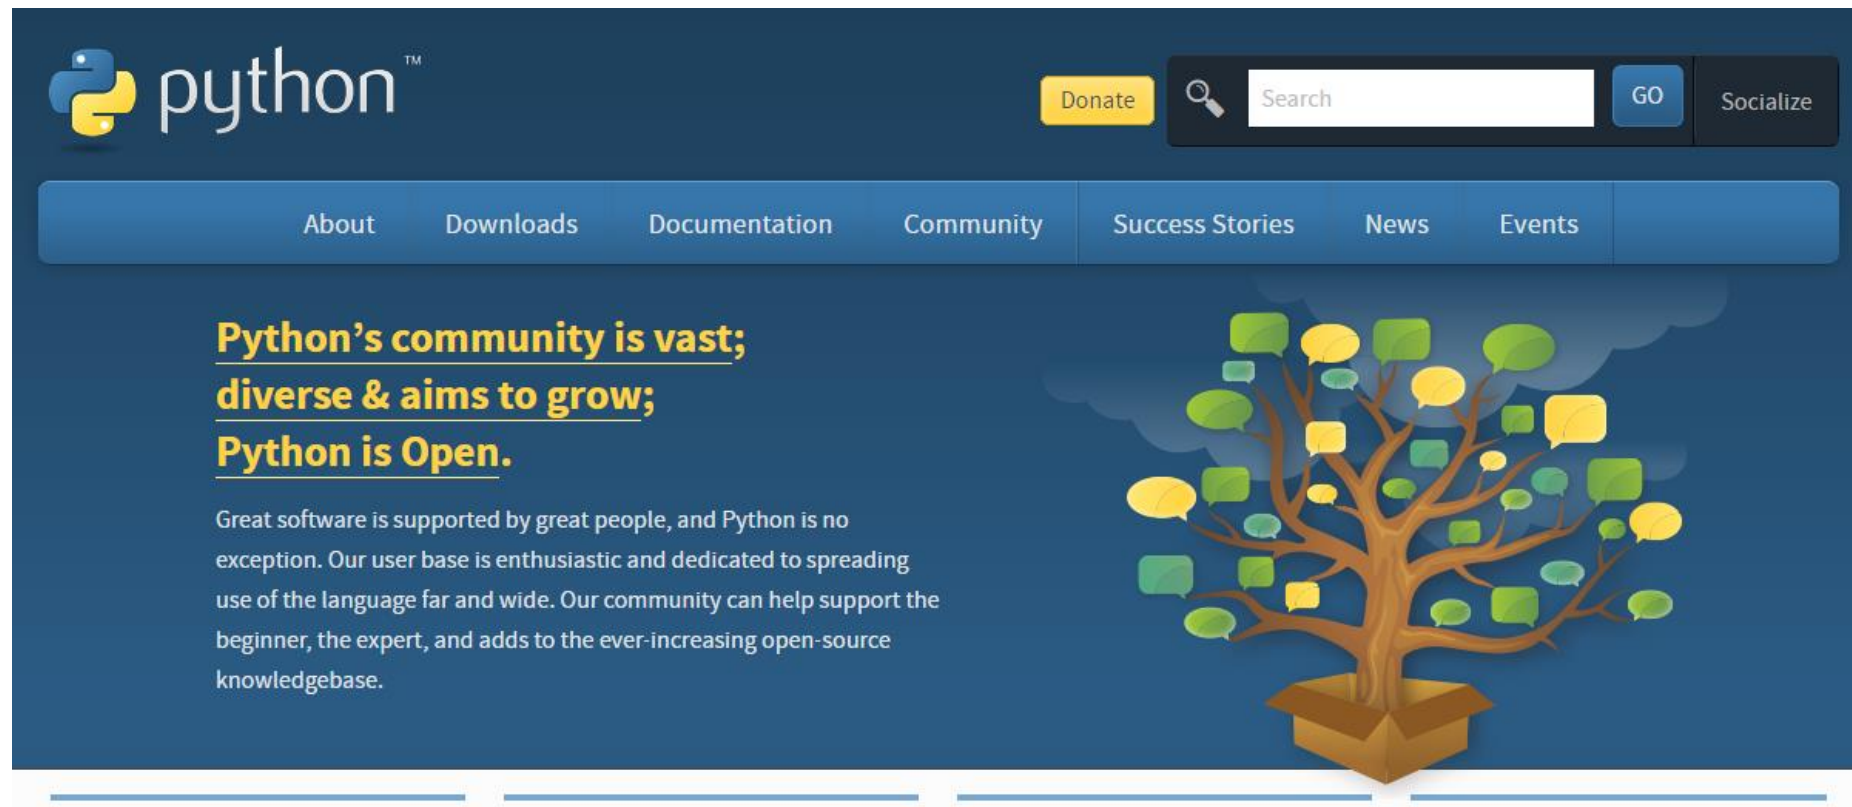 python™
Donate
Search
GO
Socialize
About Downloads Documentation Community Success Stories News Events
Python’s community is vast;
diverse & aims to grow;
Python is Open.
Great software is supported by great people, and Python is no
exception. Our user base is enthusiastic and dedicated to spreading
use of the language far and wide. Our community can help support the
beginner, the expert, and adds to the ever-increasing open-source
knowledgebase.